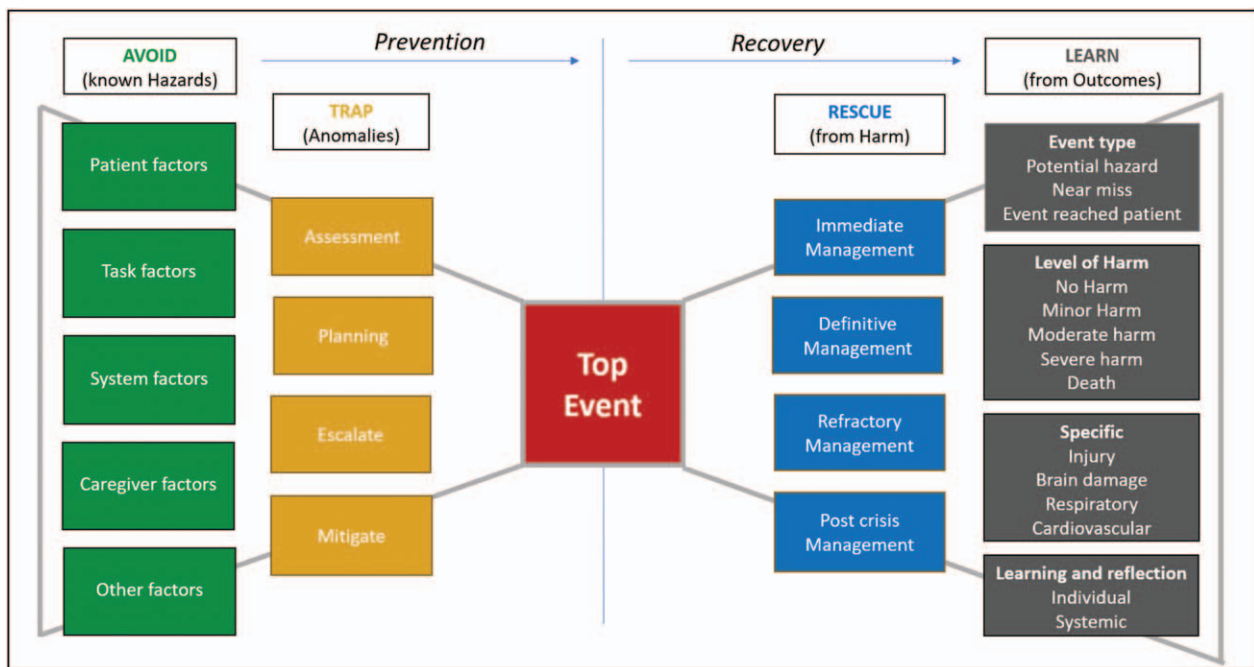 AVOID
(known Hazards)
Prevention
Recovery
LEARN
(from Outcomes)
TRAP
(Anomalies)
RESCUE
(from Harm)
Patient factors
Task factors
System factors
Caregiver factors
Other factors
Assessment
Planning
Escalate
Mitigate
Top
Event
Immediate
Management
Definitive
Management
Refractory
Management
Post crisis
Management
Event type
Potential hazard
Near miss
Event reached patient
Level of Harm
No Harm
Minor Harm
Moderate harm
Severe harm
Death
Specific
Injury
Brain damage
Respiratory
Cardiovascular
Learning and reflection
Individual
Systemic